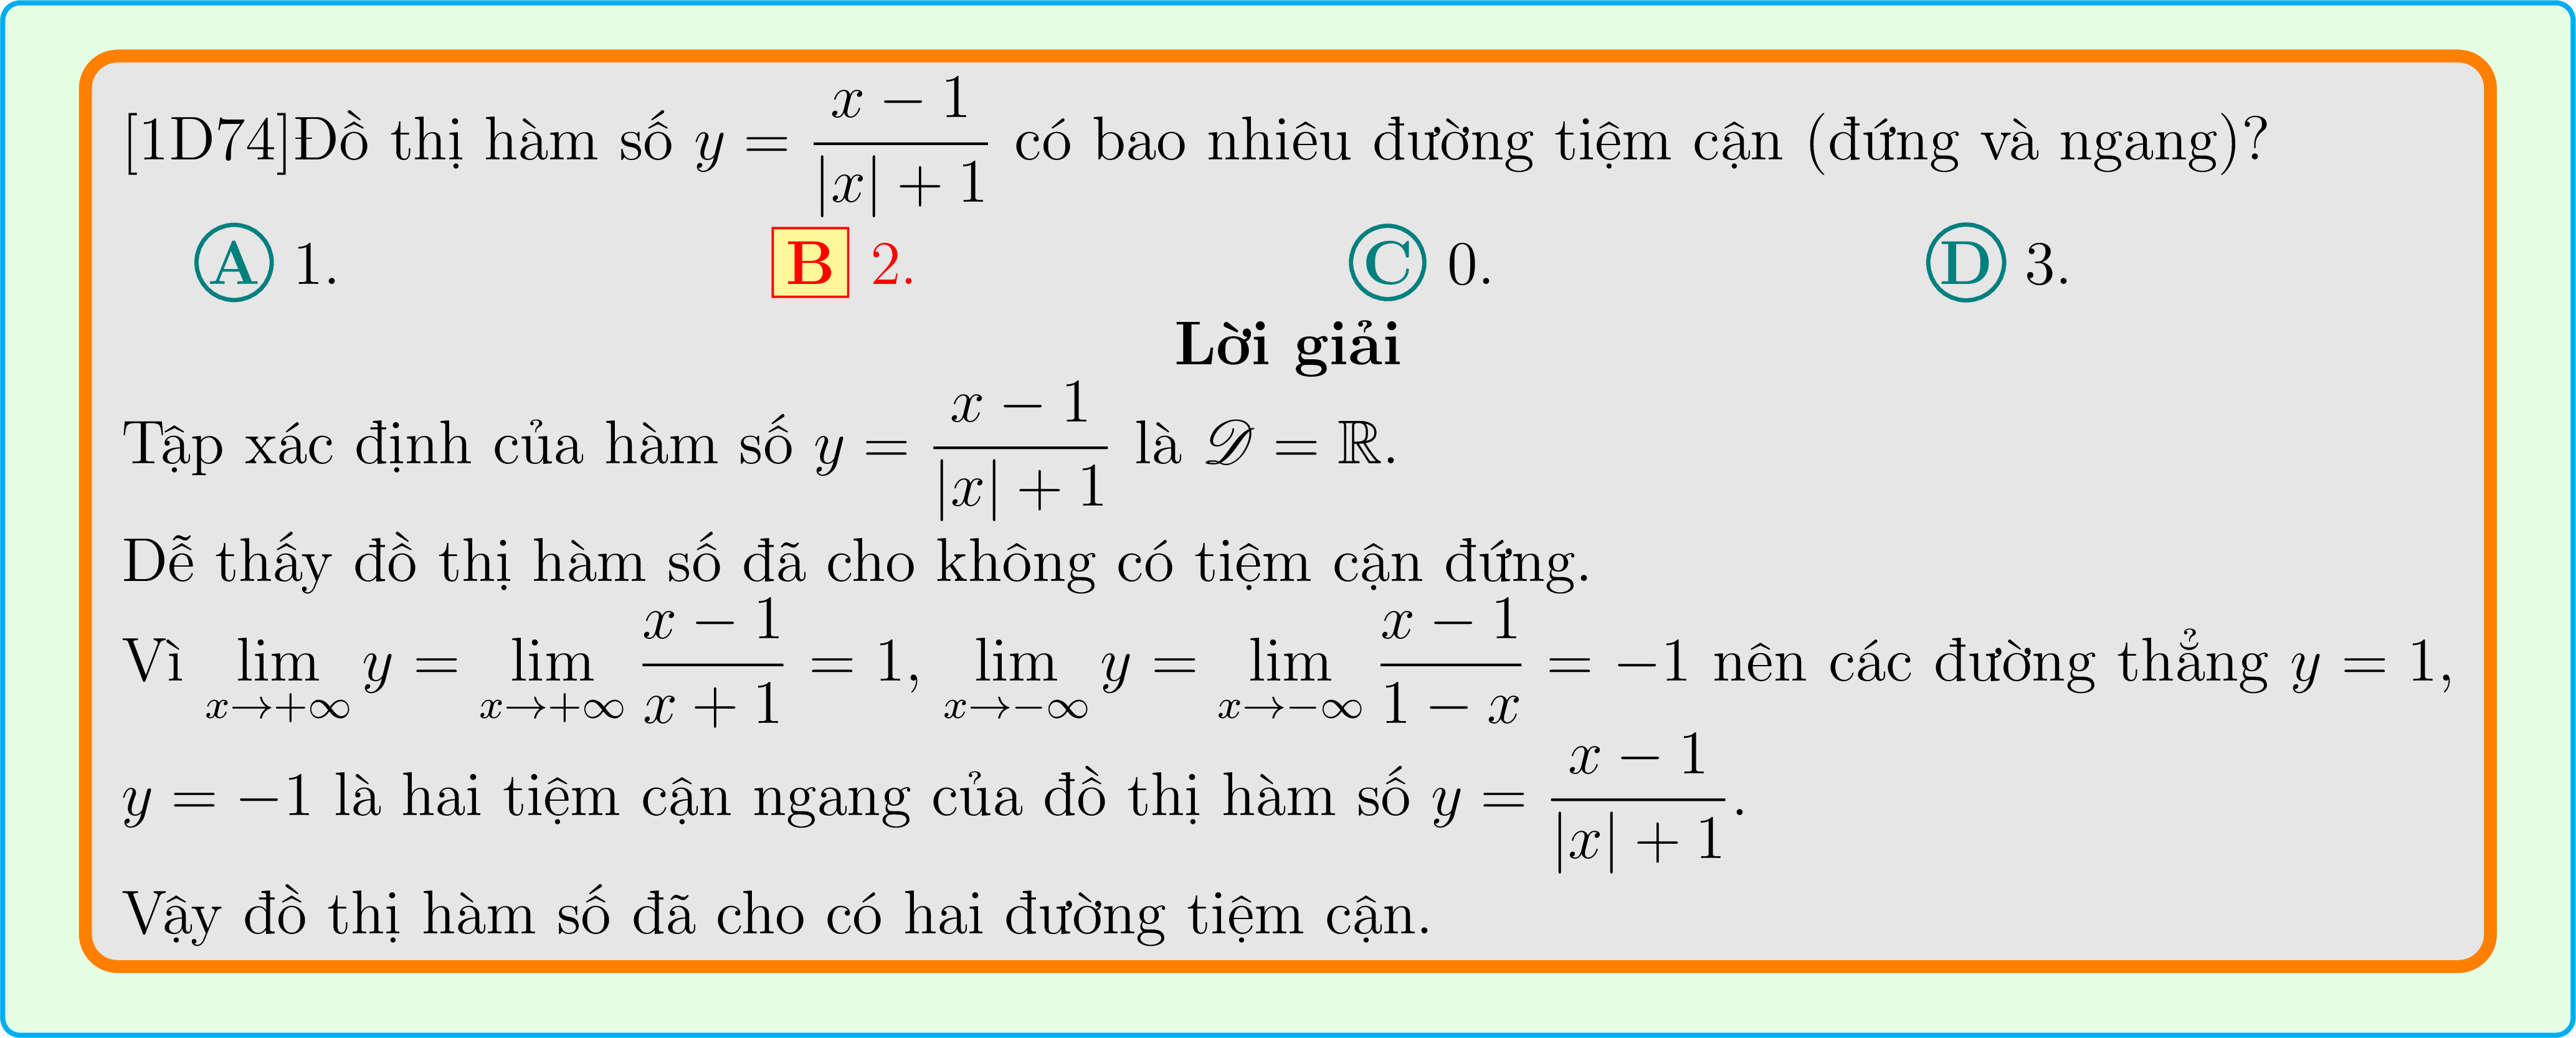 [1D74]Đồ thị hàm số $y = \dfrac{x-1}{|x|+1}$ có bao nhiêu đường tiệm cận (đứng và ngang)?
A 1. B 2. C 0. D 3.
Lời giải
Tập xác định của hàm số $y = \dfrac{x-1}{|x|+1}$ là $\mathscr{D} = \mathbb{R}$.
Dễ thấy đồ thị hàm số đã cho không có tiệm cận đứng.
Vì $\lim\limits_{x\to+\infty} y = \lim\limits_{x\to+\infty} \dfrac{x-1}{x+1} = 1$, $\lim\limits_{x\to-\infty} y = \lim\limits_{x\to-\infty} \dfrac{x-1}{1-x} = -1$ nên các đường thẳng $y = 1$,
$y = -1$ là hai tiệm cận ngang của đồ thị hàm số $y = \dfrac{x-1}{|x|+1}$.
Vậy đồ thị hàm số đã cho có hai đường tiệm cận.